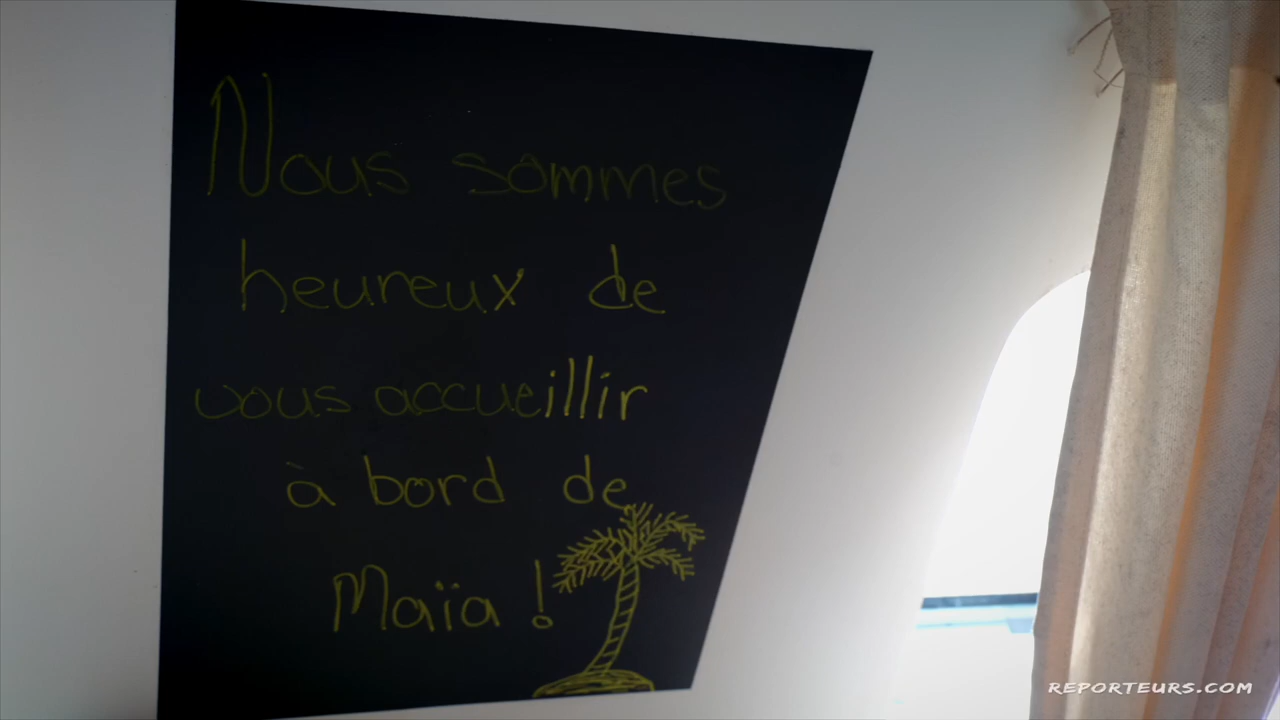 Nous sommes
heureux de
vous accueillir
à bord de
Maïa !
REPORTEURS.COM